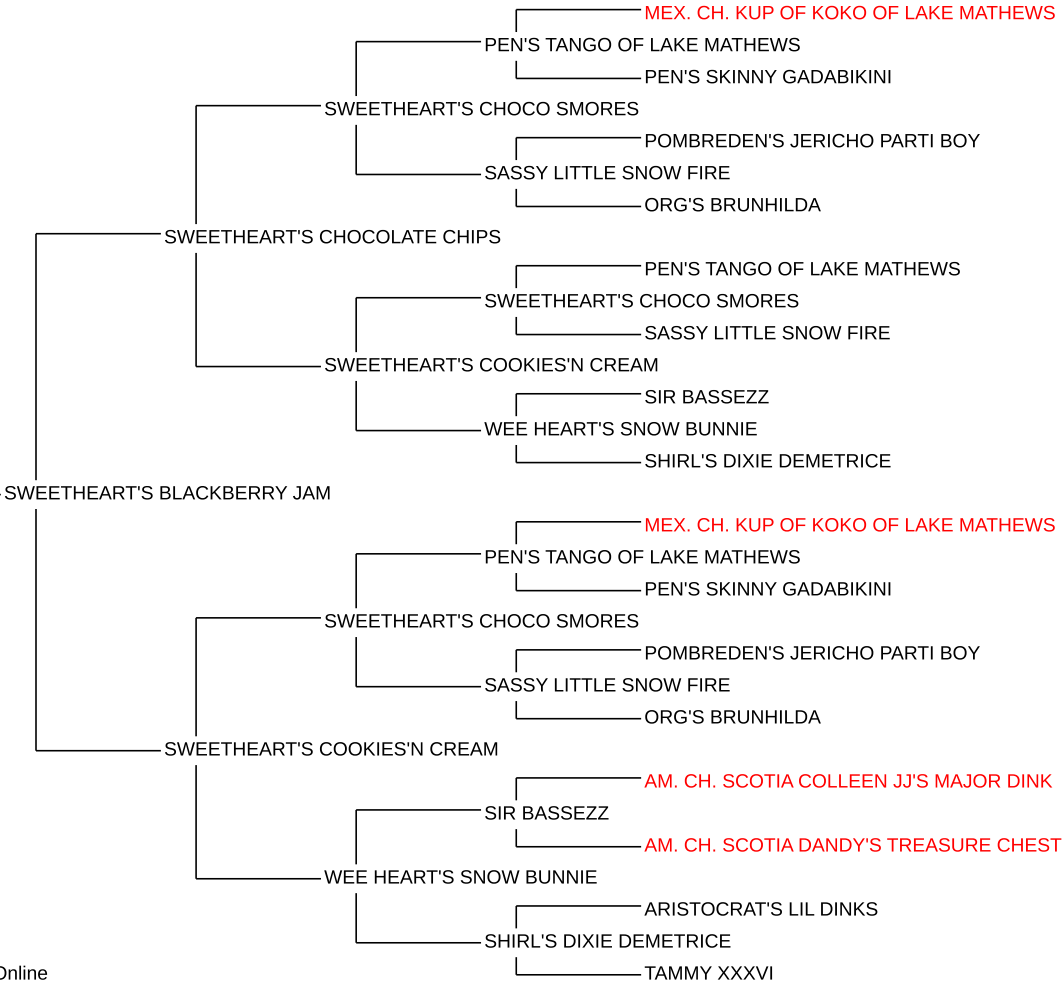 MEX. CH. KUP OF KOKO OF LAKE MATHEWS
PEN'S TANGO OF LAKE MATHEWS
PEN'S SKINNY GADABIKINI
SWEETHEART'S CHOCO SMORES
POMBREDEN'S JERICHO PARTI BOY
SASSY LITTLE SNOW FIRE
ORG'S BRUNHILDA
SWEETHEART'S CHOCOLATE CHIPS
PEN'S TANGO OF LAKE MATHEWS
SWEETHEART'S CHOCO SMORES
SASSY LITTLE SNOW FIRE
SWEETHEART'S COOKIES'N CREAM
SIR BASSEZZ
WEE HEART'S SNOW BUNNIE
SHIRL'S DIXIE DEMETRICE
SWEETHEART'S BLACKBERRY JAM
MEX. CH. KUP OF KOKO OF LAKE MATHEWS
PEN'S TANGO OF LAKE MATHEWS
PEN'S SKINNY GADABIKINI
SWEETHEART'S CHOCO SMORES
POMBREDEN'S JERICHO PARTI BOY
SASSY LITTLE SNOW FIRE
ORG'S BRUNHILDA
SWEETHEART'S COOKIES'N CREAM
AM. CH. SCOTIA COLLEEN JJ'S MAJOR DINK
SIR BASSEZZ
AM. CH. SCOTIA DANDY'S TREASURE CHEST
WEE HEART'S SNOW BUNNIE
ARISTOCRAT'S LIL DINKS
SHIRL'S DIXIE DEMETRICE
TAMMY XXXVI
Online